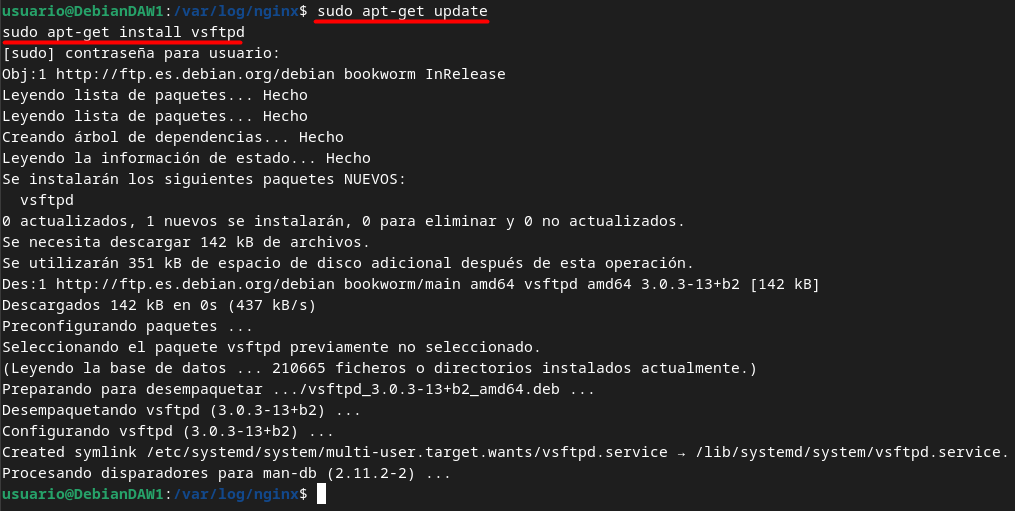 usuario@DebianDAW1:/var/log/nginx$ sudo apt-get update
sudo apt-get install vsftpd
[sudo] contraseña para usuario:
Obj:1 http://ftp.es.debian.org/debian bookworm InRelease
Leyendo lista de paquetes... Hecho
Leyendo lista de paquetes... Hecho
Creando árbol de dependencias... Hecho
Leyendo la información de estado... Hecho
Se instalarán los siguientes paquetes NUEVOS:
  vsftpd
0 actualizados, 1 nuevos se instalarán, 0 para eliminar y 0 no actualizados.
Se necesita descargar 142 kB de archivos.
Se utilizarán 351 kB de espacio de disco adicional después de esta operación.
Des:1 http://ftp.es.debian.org/debian bookworm/main amd64 vsftpd amd64 3.0.3-13+b2 [142 kB]
Descargados 142 kB en 0s (437 kB/s)
Preconfigurando paquetes ...
Seleccionando el paquete vsftpd previamente no seleccionado.
(Leyendo la base de datos ... 210665 ficheros o directorios instalados actualmente.)
Preparando para desempaquetar .../vsftpd_3.0.3-13+b2_amd64.deb ...
Desempaquetando vsftpd (3.0.3-13+b2) ...
Configurando vsftpd (3.0.3-13+b2) ...
Created symlink /etc/systemd/system/multi-user.target.wants/vsftpd.service → /lib/systemd/system/vsftpd.service.
Procesando disparadores para man-db (2.11.2-2) ...
usuario@DebianDAW1:/var/log/nginx$